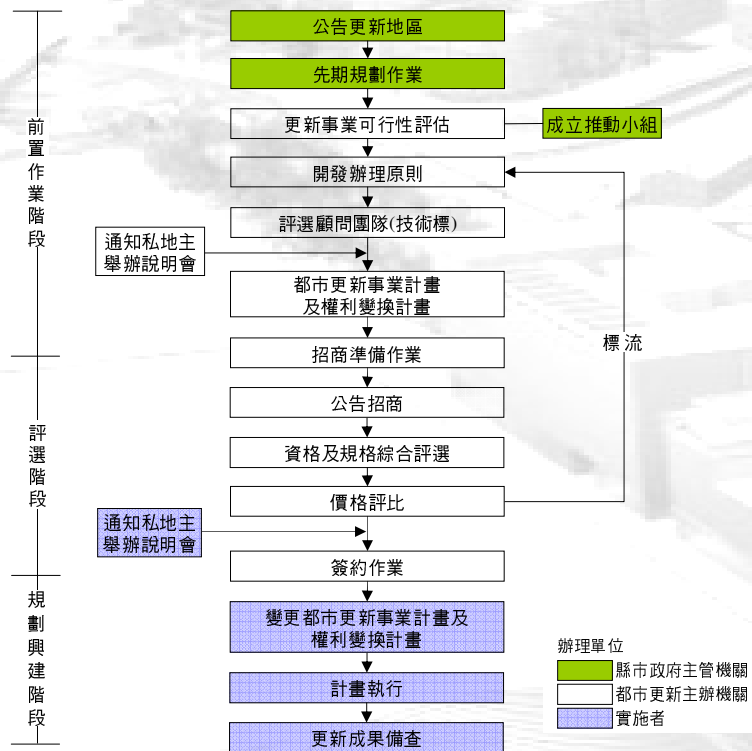 公告更新地區
先期規劃作業
前置作業階段
更新事業可行性評估
成立推動小組
開發辦理原則
評選顧問團隊(技術標)
通知私地主
舉辦說明會
都市更新事業計畫
及權利變換計畫
標流
招商準備作業
評選階段
公告招商
資格及規格綜合評選
價格評比
通知私地主
舉辦說明會
簽約作業
規劃興建階段
變更都市更新事業計畫及
權利變換計畫
計畫執行
更新成果備查
辦理單位
縣市政府主管機關
都市更新主辦機關
實施者